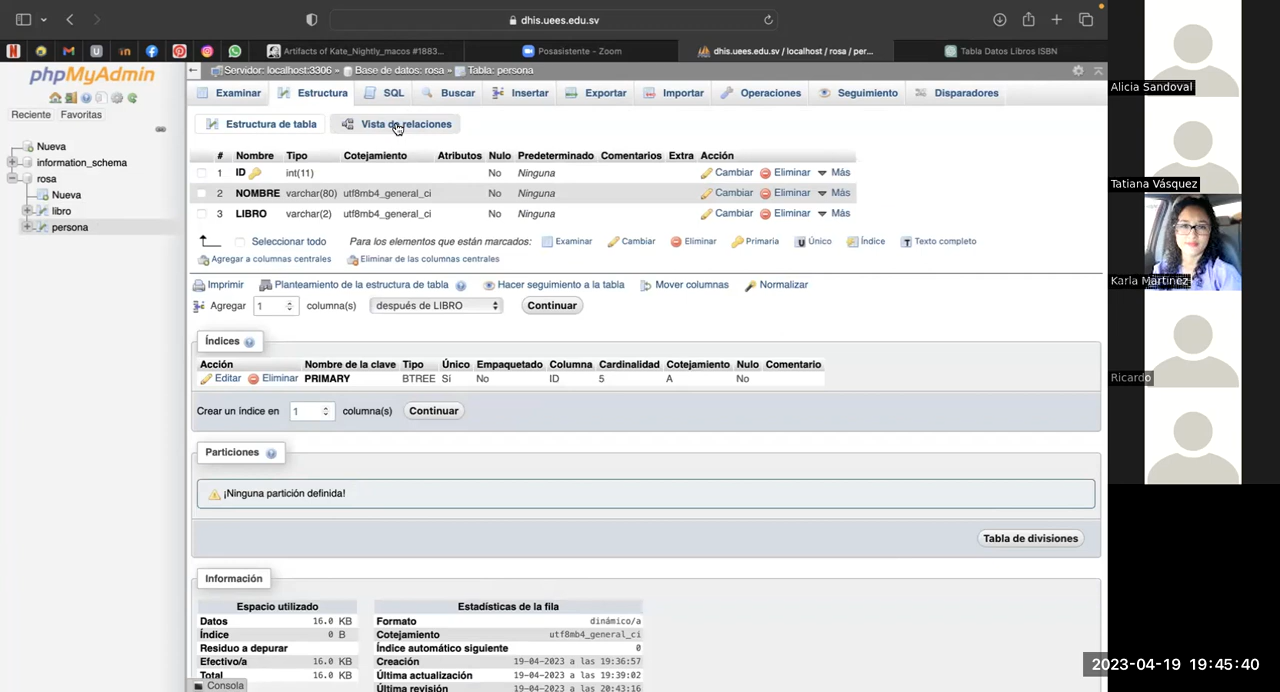 dhis.uees.edu.sv
Artifacts of Kate_Nightly_macos #1883...
Posasistente - Zoom
dhis.uees.edu.sv / localhost / rosa / per...
Tabla Datos Libros ISBN
phpMyAdmin
Reciente Favoritas
Nueva
information_schema
rosa
Nueva
libro
persona
Servidor: localhost:3306 » Base de datos: rosa » Tabla: persona
Examinar Estructura SQL Buscar Insertar Exportar Importar Operaciones Seguimiento Disparadores
Estructura de tabla Vista de relaciones
# Nombre Tipo Cotejamiento Atributos Nulo Predeterminado Comentarios Extra Acción
1 ID int(11) No Ninguna Cambiar Eliminar Más
2 NOMBRE varchar(80) utf8mb4_general_ci No Ninguna Cambiar Eliminar Más
3 LIBRO varchar(2) utf8mb4_general_ci No Ninguna Cambiar Eliminar Más
Seleccionar todo Para los elementos que están marcados: Examinar Cambiar Eliminar Primaria Único Índice Texto completo
Agregar a columnas centrales Eliminar de las columnas centrales
Imprimir Planteamiento de la estructura de tabla Hacer seguimiento a la tabla Mover columnas Normalizar
Agregar 1 columna(s) después de LIBRO Continuar
Índices
Acción Nombre de la clave Tipo Único Empaquetado Columna Cardinalidad Cotejamiento Nulo Comentario
Editar Eliminar PRIMARY BTREE Sí No ID 5 A No
Crear un índice en 1 columna(s) Continuar
Particiones
¡Ninguna partición definida!
Tabla de divisiones
Información
Espacio utilizado
Datos 16.0 KB
Índice 0 B
Residuo a depurar
Efectivo/a 16.0 KB
Total 16.0 KB
Estadísticas de la fila
Formato dinámico/a
Cotejamiento utf8mb4_general_ci
Índice automático siguiente 0
Creación 19-04-2023 a las 19:36:57
Última actualización 19-04-2023 a las 19:39:02
Última revisión 19-04-2023 a las 20:43:16
Consola
Alicia Sandoval
Tatiana Vásquez
Karla Martinez
Ricardo
2023-04-19 19:45:40